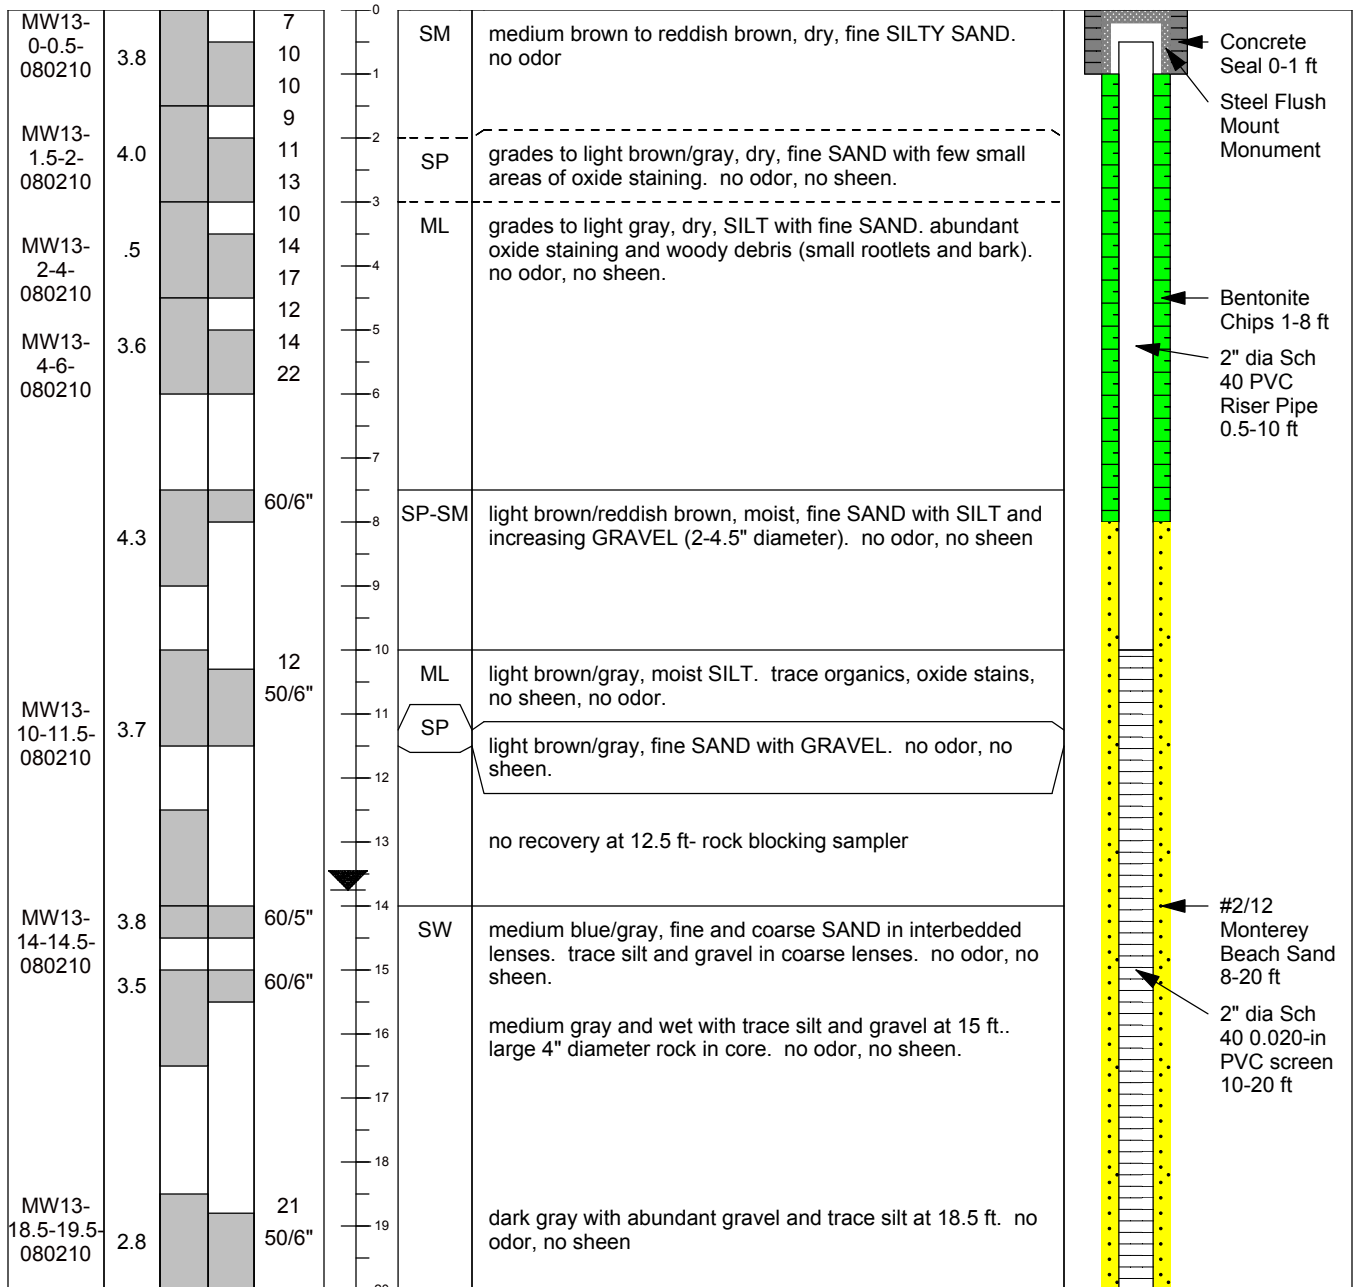 MW13-
0-0.5-
080210
3.8
7
10
10
0
SM
medium brown to reddish brown, dry, fine SILTY SAND.
no odor
Concrete
Seal 0-1 ft
1
Steel Flush
Mount
Monument
MW13-
1.5-2-
080210
4.0
9
11
13
2
SP
grades to light brown/gray, dry, fine SAND with few small
areas of oxide staining. no odor, no sheen.
3
MW13-
2-4-
080210
.5
10
14
17
ML
grades to light gray, dry, SILT with fine SAND. abundant
oxide staining and woody debris (small rootlets and bark).
no odor, no sheen.
4
Bentonite
Chips 1-8 ft
MW13-
4-6-
080210
3.6
12
14
22
5
2" dia Sch
40 PVC
Riser Pipe
0.5-10 ft
6
7
60/6"
4.3
8
SP-SM
light brown/reddish brown, moist, fine SAND with SILT and
increasing GRAVEL (2-4.5" diameter). no odor, no sheen
9
10
12
50/6"
ML
light brown/gray, moist SILT. trace organics, oxide stains,
no sheen, no odor.
MW13-
10-11.5-
080210
3.7
11
SP
light brown/gray, fine SAND with GRAVEL. no odor, no
sheen.
12
13
no recovery at 12.5 ft- rock blocking sampler
14
MW13-
14-14.5-
080210
3.8
60/5"
SW
medium blue/gray, fine and coarse SAND in interbedded
lenses. trace silt and gravel in coarse lenses. no odor, no
sheen.
#2/12
Monterey
Beach Sand
8-20 ft
15
3.5
60/6"
medium gray and wet with trace silt and gravel at 15 ft..
large 4" diameter rock in core. no odor, no sheen.
2" dia Sch
40 0.020-in
PVC screen
10-20 ft
16
17
18
MW13-
18.5-19.5-
080210
2.8
21
50/6"
19
dark gray with abundant gravel and trace silt at 18.5 ft. no
odor, no sheen